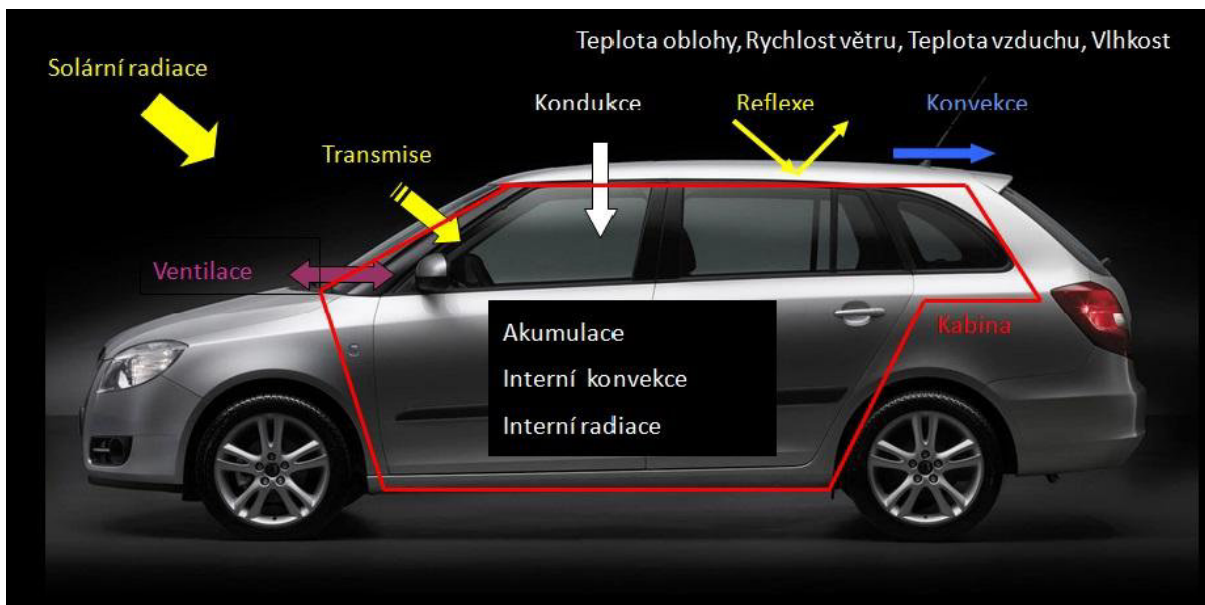 Teplota oblohy, Rychlost větru, Teplota vzduchu, Vlhkost
Solární radiace
Kondukce
Reflexe
Konvekce
Transmise
Ventilace
Kabina
Akumulace
Interní konvekce
Interní radiace